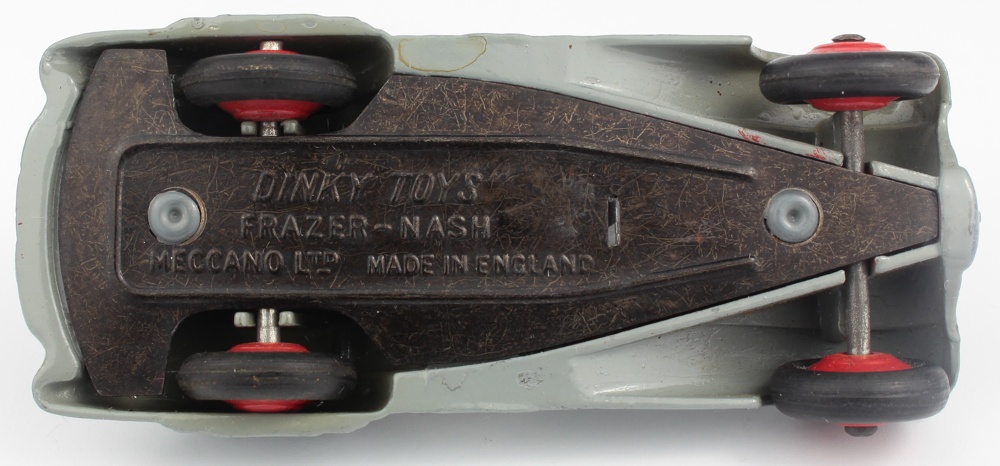 DINKY TOYS
FRAZER-NASH
MECCANO LTD MADE IN ENGLAND